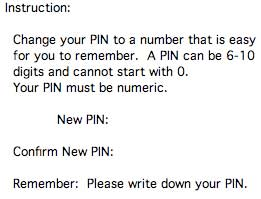 Instruction:
Change your PIN to a number that is easy
for you to remember. A PIN can be 6-10
digits and cannot start with 0.
Your PIN must be numeric.
New PIN:
Confirm New PIN:
Remember: Please write down your PIN.